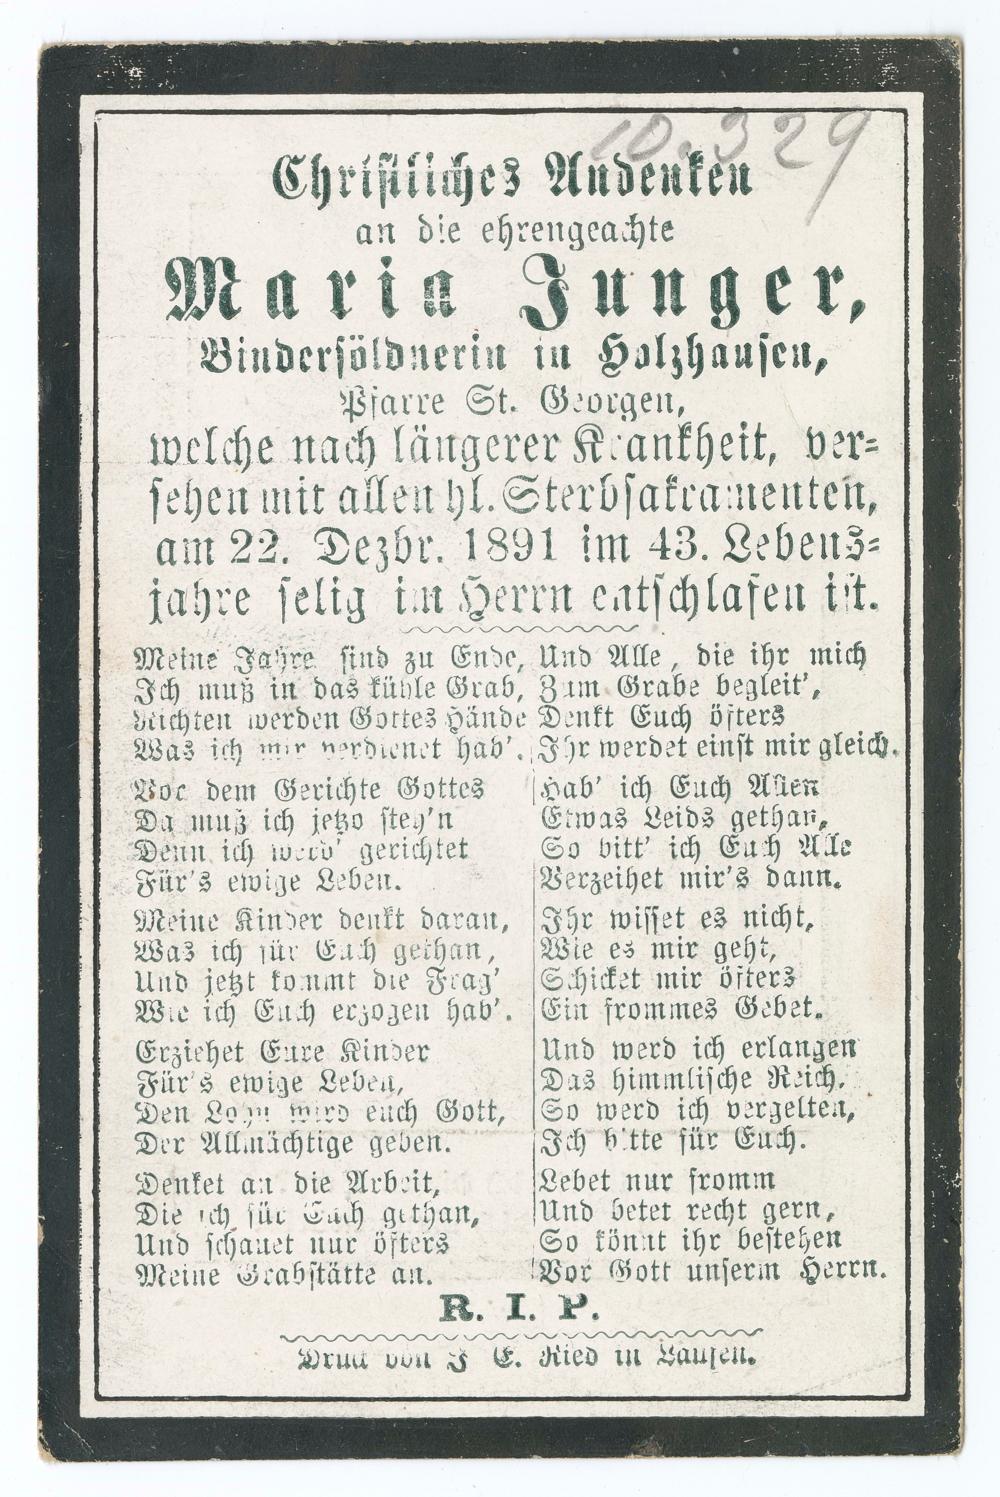 10.329
Christliches Andenken
an die ehrengeachte
Maria Junger,
Bindersöldnerin in Holzhausen,
Pfarre St. Georgen,
welche nach längerer Krankheit, ver-
sehen mit allen hl. Sterbsakramenten,
am 22. Dezbr. 1891 im 43. Lebens-
jahre selig im Herrn entschlafen ist.
Meine Jahre sind zu Ende,
Ich muß in das kühle Grab,
Richten werden Gottes Hände
Was ich mir verdienet hab'.
Vor dem Gerichte Gottes
Da muß ich jetzo steh'n
Denn ich werd' gerichtet
Für's ewige Leben.
Meine Kinder denkt daran,
Was ich für Euch gethan,
Und jetzt kommt die Frag'
Wie ich Euch erzogen hab'.
Erziehet Eure Kinder
Für's ewige Leben,
Den Lohn wird euch Gott,
Der Allmächtige geben.
Denket an die Arbeit,
Die ich für Euch gethan,
Und schauet nur öfters
Meine Grabstätte an.
Und Alle, die ihr mich
Zum Grabe begleit',
Denkt Euch öfters
Ihr werdet einst mir gleich.
Hab' ich Euch Allen
Etwas Leids gethan,
So bitt' ich Euch Alle
Verzeihet mir's dann.
Ihr wisset es nicht,
Wie es mir geht,
Schicket mir öfters
Ein frommes Gebet.
Und werd ich erlangen
Das himmlische Reich,
So werd ich vergelten,
Ich bitte für Euch.
Lebet nur fromm
Und betet recht gern,
So könnt ihr bestehen
Vor Gott unserm Herrn.
R. I. P.
Druck von J. E. Ried in Laufen.